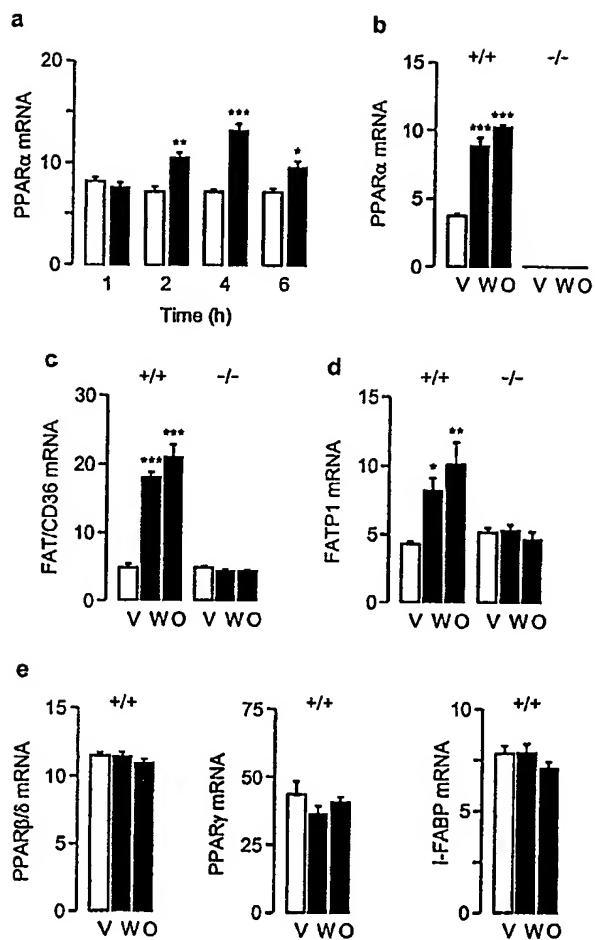 a
PPARα mRNA
20
10
0
**
***
*
1 2 4 6
Time (h)
b
+/+ -/-
PPARα mRNA
15
10
5
0
***
***
V W O V W O
c
+/+ -/-
FAT/CD36 mRNA
30
20
10
0
***
***
V W O V W O
d
+/+ -/-
FATP1 mRNA
15
10
5
0
*
**
V W O V W O
e
+/+
PPARβ/δ mRNA
15
10
5
0
V W O
+/+
PPARγ mRNA
75
50
25
0
V W O
+/+
I-FABP mRNA
10
5
0
V W O